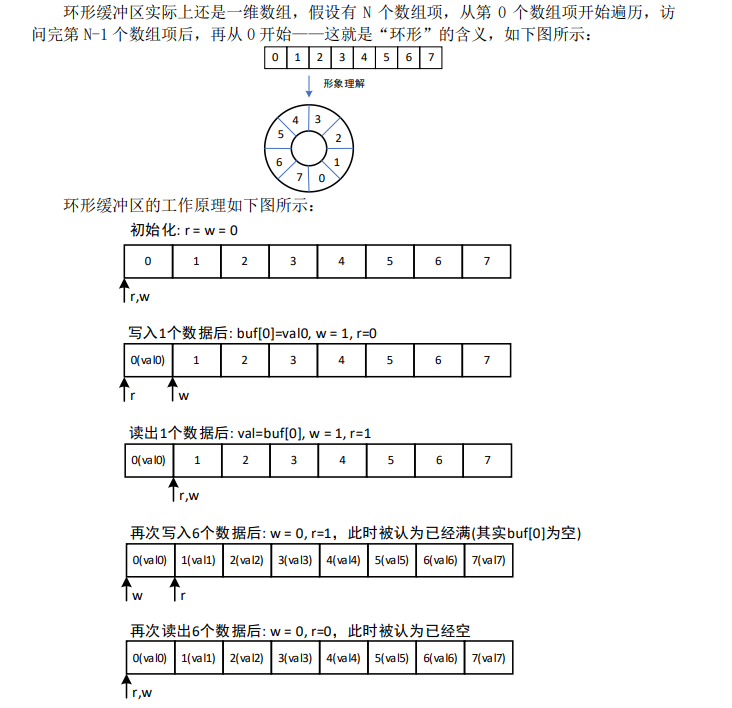 环形缓冲区实际上还是一维数组，假设有 N 个数组项，从第 0 个数组项开始遍历，访
问完第 N-1 个数组项后，再从 0 开始——这就是“环形”的含义，如下图所示：
0 1 2 3 4 5 6 7
形象理解
4 3
5 2
6 1
7 0
环形缓冲区的工作原理如下图所示：
初始化: r = w = 0
0 1 2 3 4 5 6 7
r,w
写入1个数据后: buf[0]=val0, w = 1, r=0
0(val0) 1 2 3 4 5 6 7
r w
读出1个数据后: val=buf[0], w = 1, r=1
0(val0) 1 2 3 4 5 6 7
r,w
再次写入6个数据后: w = 0, r=1，此时被认为已经满(其实buf[0]为空)
0(val0) 1(val1) 2(val2) 3(val3) 4(val4) 5(val5) 6(val6) 7(val7)
w r
再次读出6个数据后: w = 0, r=0，此时被认为已经空
0(val0) 1(val1) 2(val2) 3(val3) 4(val4) 5(val5) 6(val6) 7(val7)
r,w